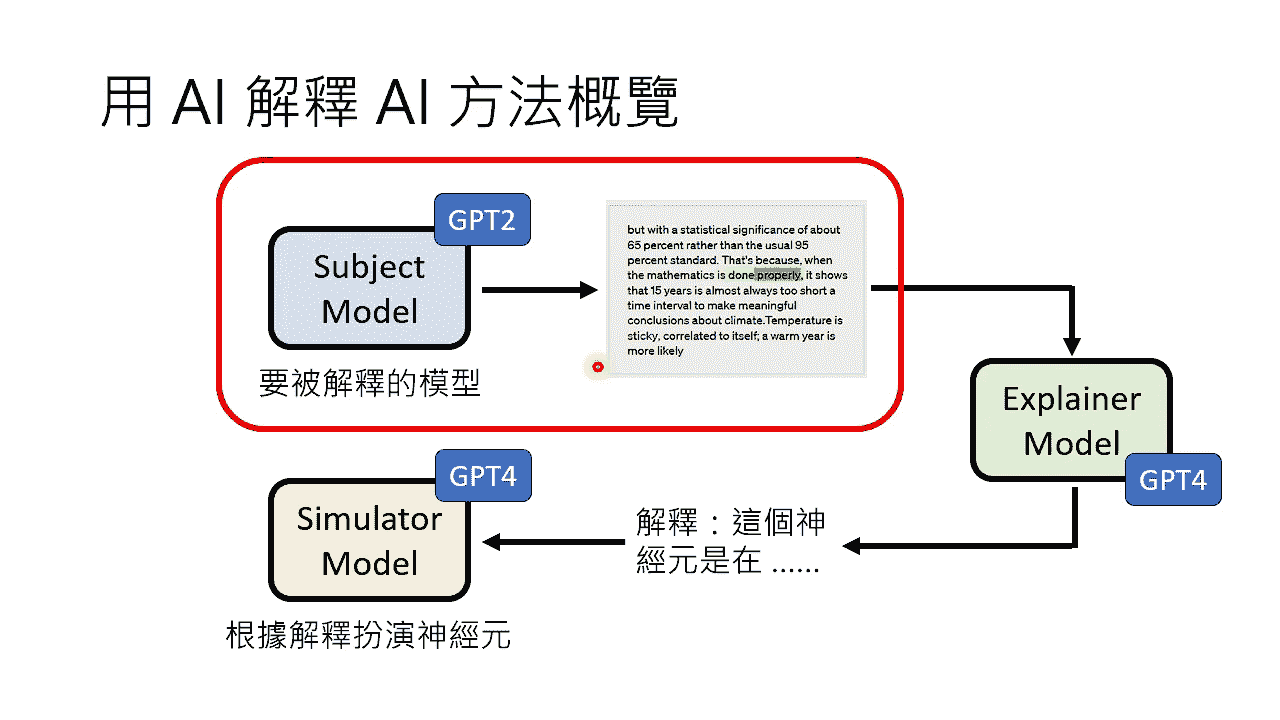 用 AI 解釋 AI 方法概覽
GPT2
Subject
Model
要被解釋的模型
but with a statistical significance of about
65 percent rather than the usual 95
percent standard. That's because, when
the mathematics is done properly, it shows
that 15 years is almost always too short a
time interval to make meaningful
conclusions about climate.Temperature is
sticky, correlated to itself; a warm year is
more likely
Explainer
Model
GPT4
解釋：這個神
經元是在 ......
GPT4
Simulator
Model
根據解釋扮演神經元